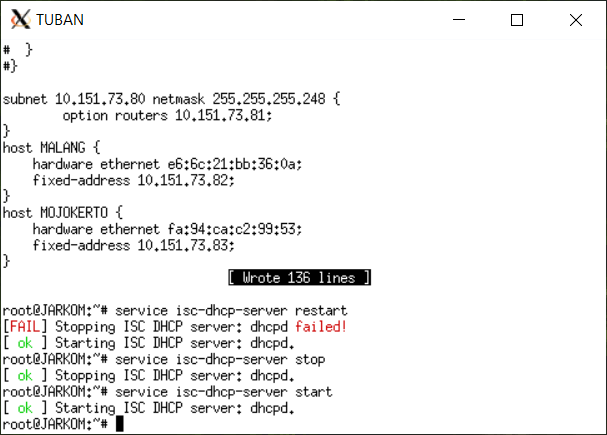 TUBAN
#  }
#}
subnet 10.151.73.80 netmask 255.255.255.248 {
        option routers 10.151.73.81;
}
host MALANG {
    hardware ethernet e6:6c:21:bb:36:0a;
    fixed-address 10.151.73.82;
}
host MOJOKERTO {
    hardware ethernet fa:94:ca:c2:99:53;
    fixed-address 10.151.73.83;
}
[ Wrote 136 lines ]
root@JARKOM:~# service isc-dhcp-server restart
[FAIL] Stopping ISC DHCP server: dhcpd failed!
[ ok ] Starting ISC DHCP server: dhcpd.
root@JARKOM:~# service isc-dhcp-server stop
[ ok ] Stopping ISC DHCP server: dhcpd.
root@JARKOM:~# service isc-dhcp-server start
[ ok ] Starting ISC DHCP server: dhcpd.
root@JARKOM:~#